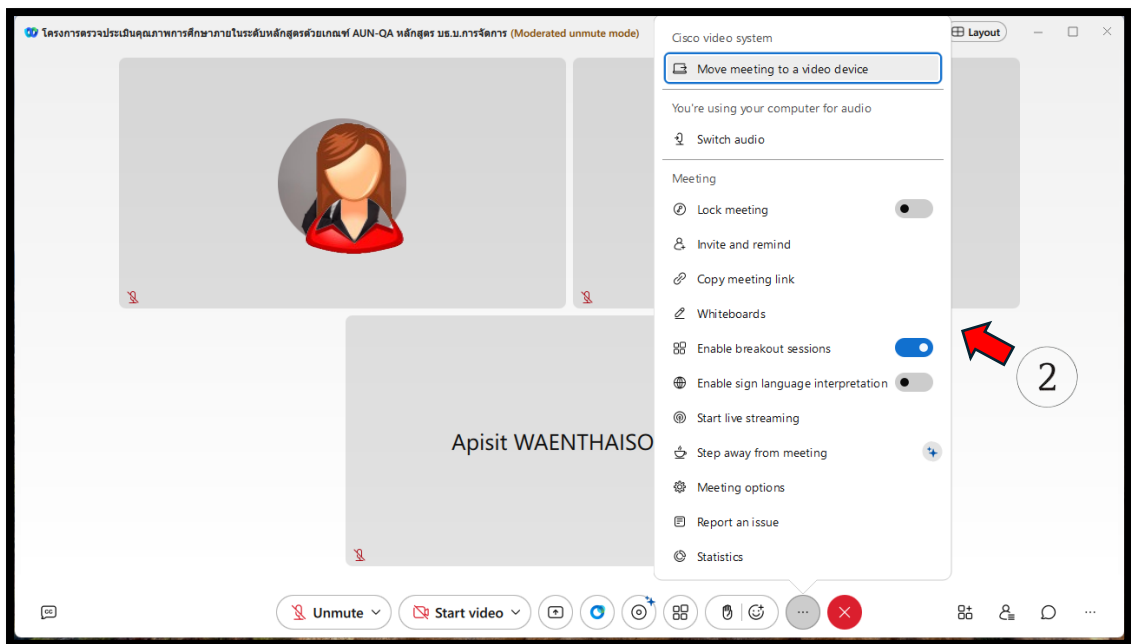 โครงการตรวจประเมินคุณภาพการศึกษาภายในระดับหลักสูตรด้วยเกณฑ์ AUN-QA หลักสูตร บธ.บ.การจัดการ (Moderated unmute mode)
Layout
Cisco video system
Move meeting to a video device
You're using your computer for audio
Switch audio
Meeting
Lock meeting
Invite and remind
Copy meeting link
Whiteboards
Enable breakout sessions
Enable sign language interpretation
Start live streaming
Step away from meeting
Meeting options
Report an issue
Statistics
2
Apisit WAENTHAISO
CC
Unmute
Start video